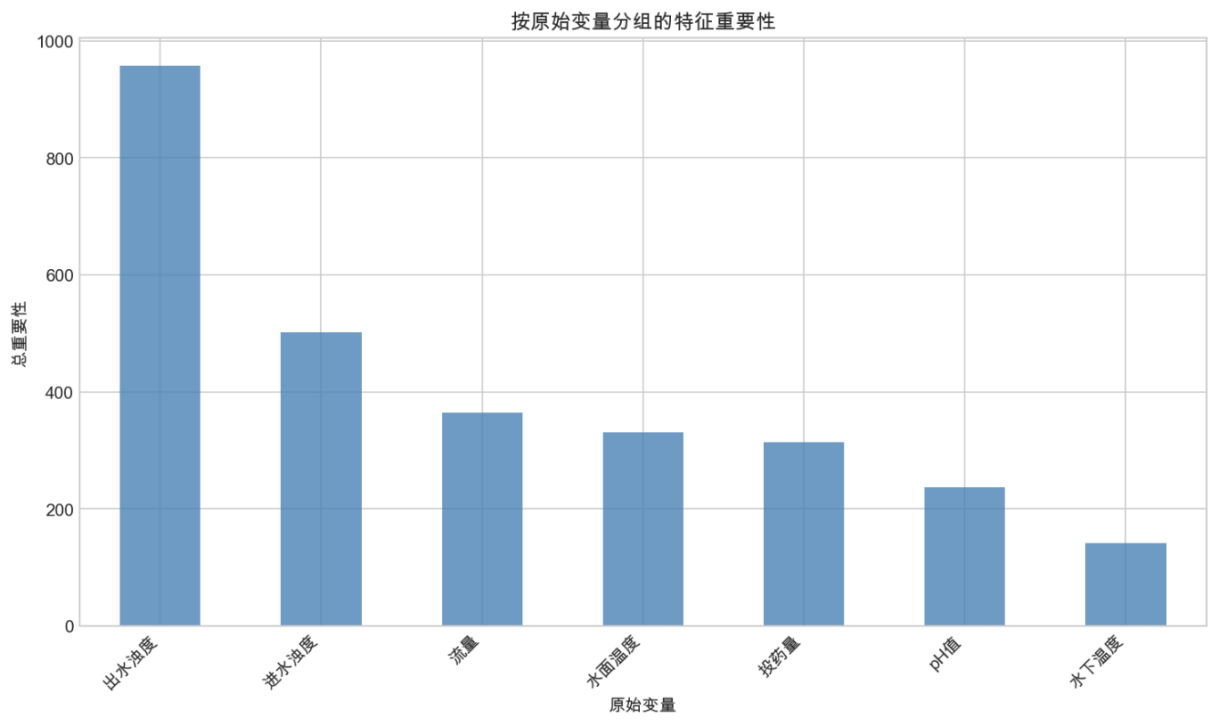 按原始变量分组的特征重要性
总重要性
1000
800
600
400
200
0
出水浊度
进水浊度
流量
水面温度
投药量
pH值
水下温度
原始变量